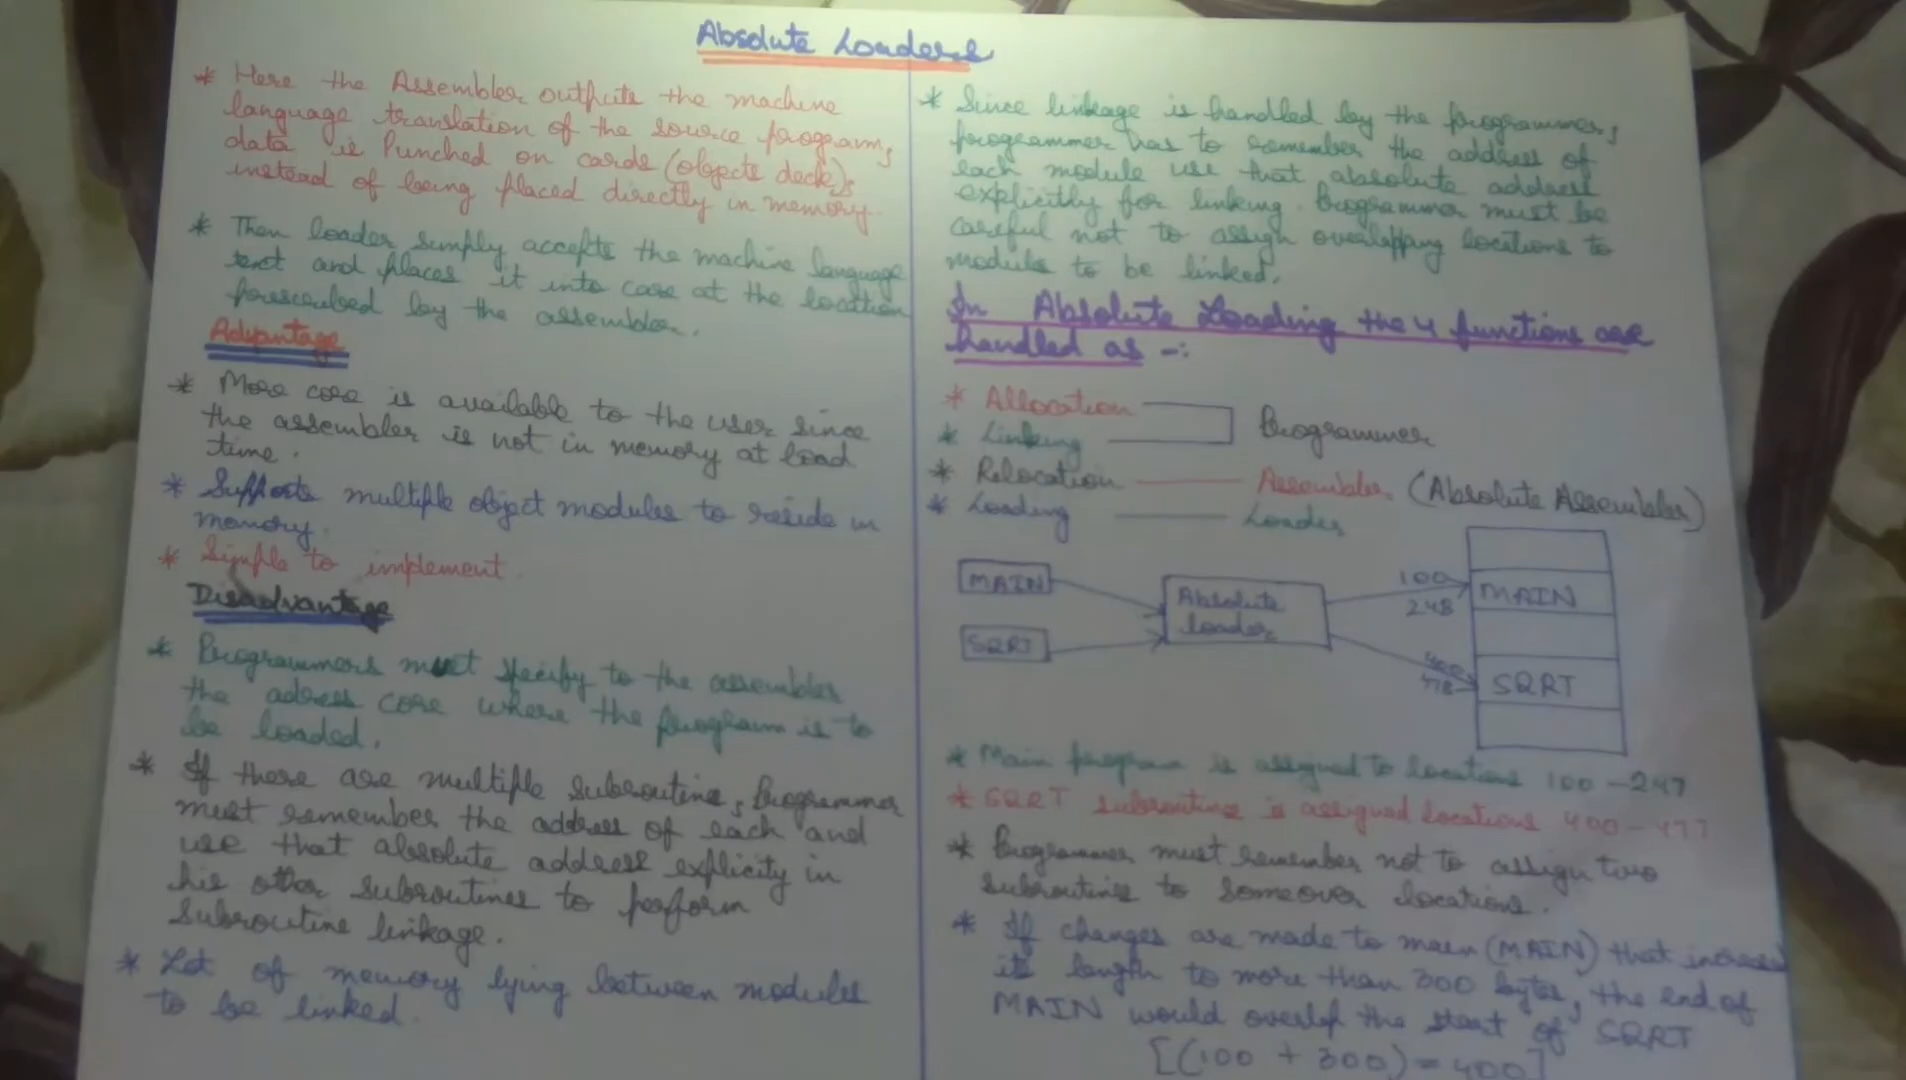 Absolute Loaders
* Here the Assembler outputs the machine
language translation of the source program,
data is Punched on cards (objects deck),
instead of being placed directly in memory.
* Then loader simply accepts the machine language
text and places it into core at the location
prescribed by the assembler.
Advantage
* More core is available to the user since
the assembler is not in memory at load
time.
* Supports multiple object modules to reside in
memory.
* Simple to implement.
Disadvantage
* Programmers must specify to the assembler
the address core where the program is to
be loaded.
* If there are multiple subroutine, Programmer
must remember the address of each and
use that absolute address explicity in
his other subroutines to perform
subroutine linkage.
* Lot of memory lying between modules
to be linked.
* Since linkage is handled by the programmer,
programmer has to remember the address of
each module use that absolute address
explicitly for linking. Programmer must be
careful not to assign overlapping locations to
module to be linked.
In Absolute Loading the 4 functions are
handled as -:
* Allocation
* Linking
Programmer
* Relocation — Assembler (Absolute Assembler)
* Loading — Loader
MAIN
SQRT
Absolute
loader
100
248
MAIN
400
478
SQRT
* Main program is assigned to locations 100-247
* SQRT subroutine is assigned locations 400-477
* Programmer must remember not to assign two
subroutines to someover locations.
* If changes are made to main (MAIN) that increase
its length to more than 300 bytes, the end of
MAIN would overlap the start of SQRT
[(100 + 300) = 400]